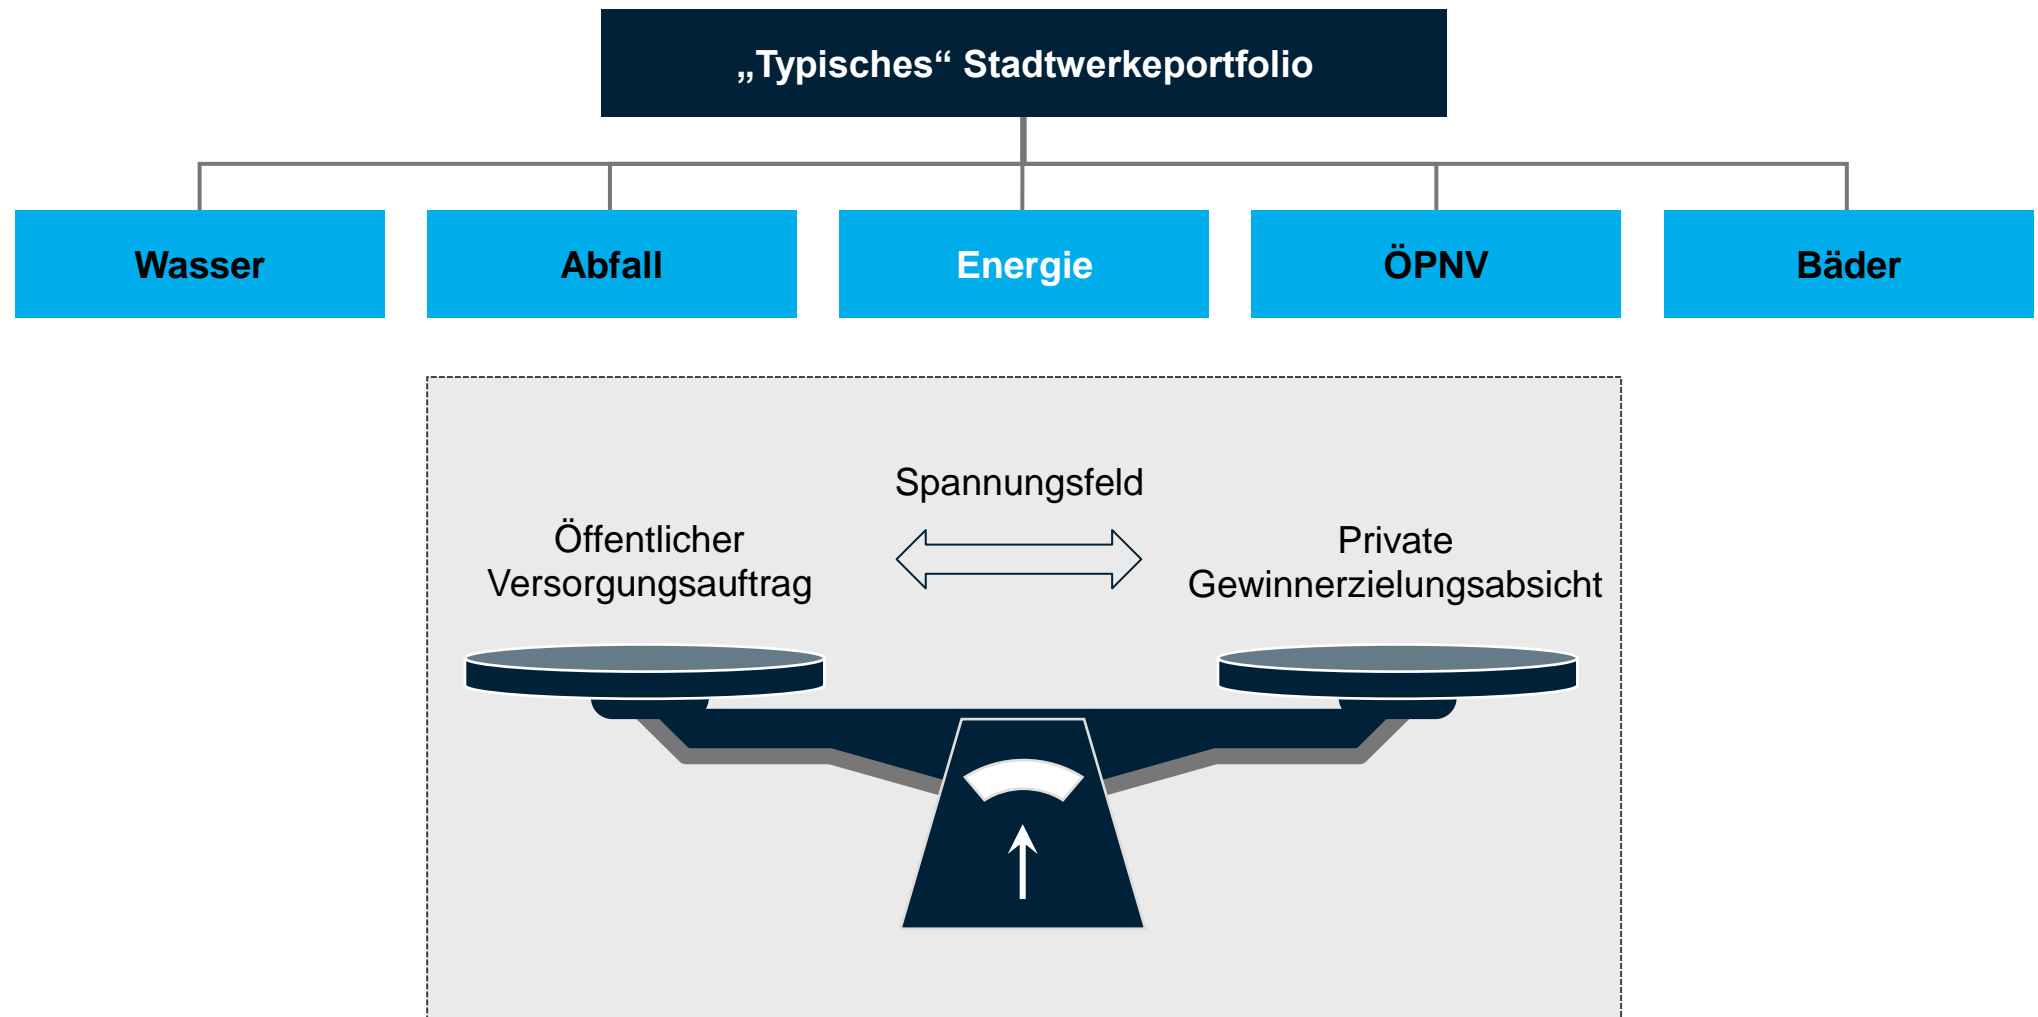 „Typisches“ Stadtwerkeportfolio
Wasser
Abfall
Energie
ÖPNV
Bäder
Spannungsfeld
Öffentlicher
Versorgungsauftrag
Private
Gewinnerzielungsabsicht